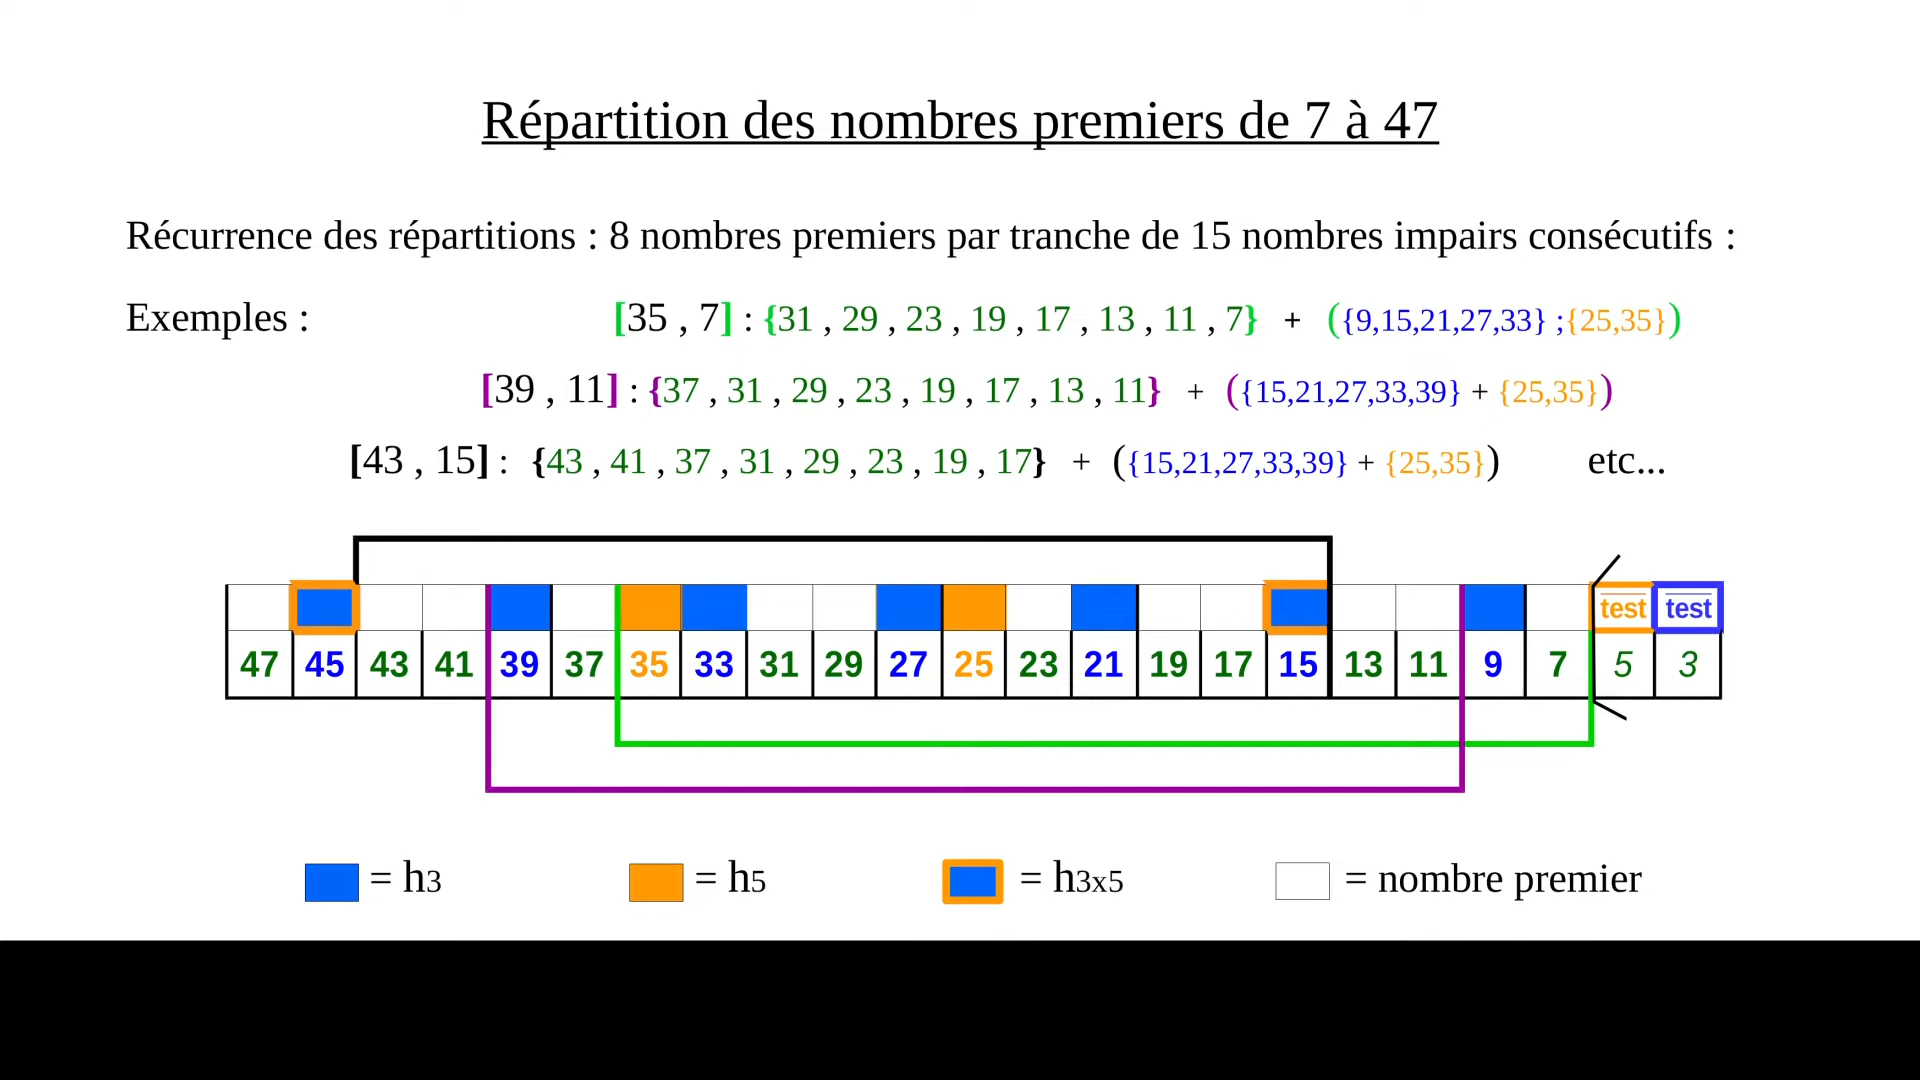 Répartition des nombres premiers de 7 à 47
Récurrence des répartitions : 8 nombres premiers par tranche de 15 nombres impairs consécutifs :
Exemples : [35 , 7] : {31 , 29 , 23 , 19 , 17 , 13 , 11 , 7} + ({9,15,21,27,33} ;{25,35})
[39 , 11] : {37 , 31 , 29 , 23 , 19 , 17 , 13 , 11} + ({15,21,27,33,39} + {25,35})
[43 , 15] : {43 , 41 , 37 , 31 , 29 , 23 , 19 , 17} + ({15,21,27,33,39} + {25,35}) etc...
test test
47 45 43 41 39 37 35 33 31 29 27 25 23 21 19 17 15 13 11 9 7 5 3
= h3 = h5 = h3x5 = nombre premier